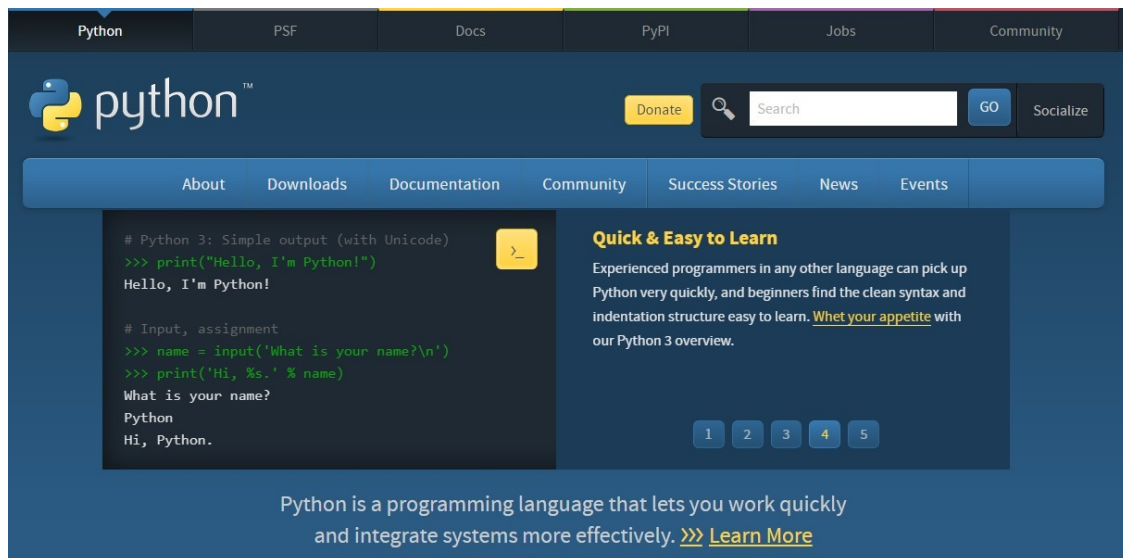 Python PSF Docs PyPI Jobs Community
python™
Donate Search GO Socialize
About Downloads Documentation Community Success Stories News Events
# Python 3: Simple output (with Unicode)
>>> print("Hello, I'm Python!")
Hello, I'm Python!
# Input, assignment
>>> name = input('What is your name?\n')
>>> print('Hi, %s.' % name)
What is your name?
Python
Hi, Python.
>_
Quick & Easy to Learn
Experienced programmers in any other language can pick up
Python very quickly, and beginners find the clean syntax and
indentation structure easy to learn. Whet your appetite with
our Python 3 overview.
1 2 3 4 5
Python is a programming language that lets you work quickly
and integrate systems more effectively. >>> Learn More